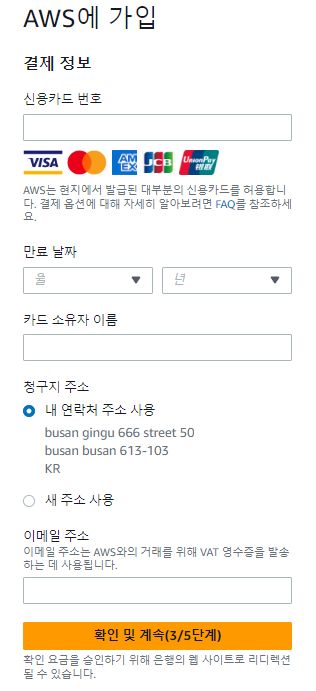 AWS에 가입
결제 정보
신용카드 번호
VISA
AM
EX
JCB
UnionPay
银联
AWS는 현지에서 발급된 대부분의 신용카드를 허용합니
다. 결제 옵션에 대해 자세히 알아보려면 FAQ를 참조하세
요.
만료 날짜
월 년
카드 소유자 이름
청구지 주소
내 연락처 주소 사용
busan gingu 666 street 50
busan busan 613-103
KR
새 주소 사용
이메일 주소
이메일 주소는 AWS와의 거래를 위해 VAT 영수증을 발송
하는 데 사용됩니다.
확인 및 계속(3/5단계)
확인 요금을 승인하기 위해 은행의 웹 사이트로 리디렉션
될 수 있습니다.